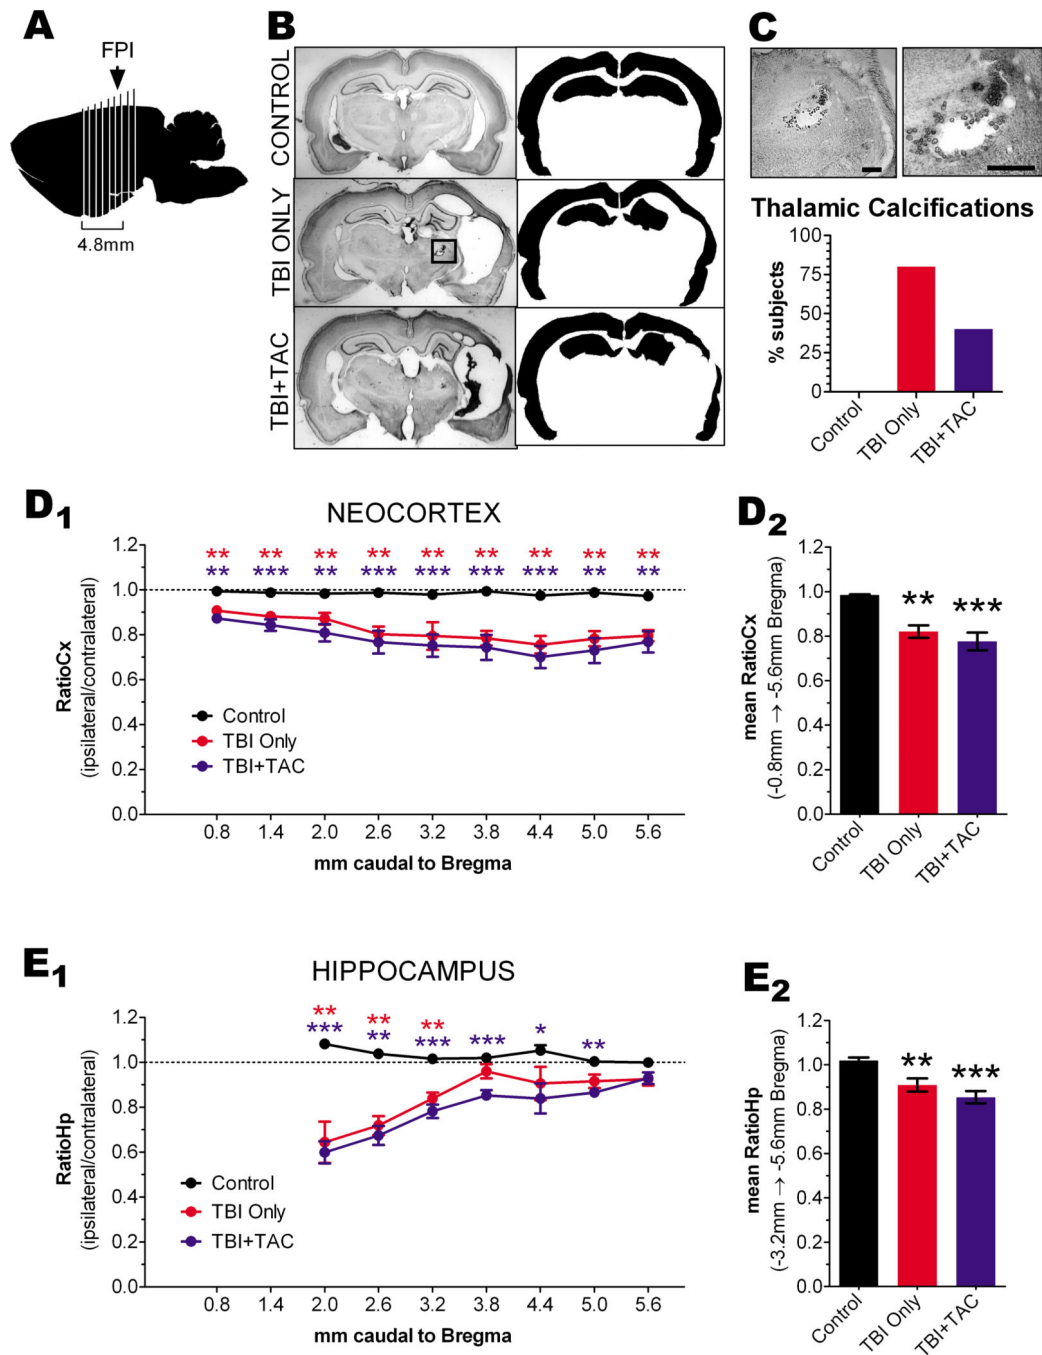 A
FPI
4.8mm
B
CONTROL
TBI ONLY
TBI+TAC
C
Thalamic Calcifications
% subjects
100
75
50
25
0
Control
TBI Only
TBI+TAC
D1
NEOCORTEX
** ** ** ** ** ** ** ** **
** *** ** *** *** *** *** ** **
RatioCx
(ipsilateral/contralateral)
1.2
1.0
0.8
0.6
0.4
0.2
0.0
Control
TBI Only
TBI+TAC
0.8 1.4 2.0 2.6 3.2 3.8 4.4 5.0 5.6
mm caudal to Bregma
D2
mean RatioCx
(-0.8mm → -5.6mm Bregma)
1.2
1.0
0.8
0.6
0.4
0.2
0.0
** ***
Control
TBI Only
TBI+TAC
E1
HIPPOCAMPUS
** ** **
*** ** *** *** * **
RatioHp
(ipsilateral/contralateral)
1.2
1.0
0.8
0.6
0.4
0.2
0.0
Control
TBI Only
TBI+TAC
0.8 1.4 2.0 2.6 3.2 3.8 4.4 5.0 5.6
mm caudal to Bregma
E2
mean RatioHp
(-3.2mm → -5.6mm Bregma)
1.2
1.0
0.8
0.6
0.4
0.2
0.0
** ***
Control
TBI Only
TBI+TAC